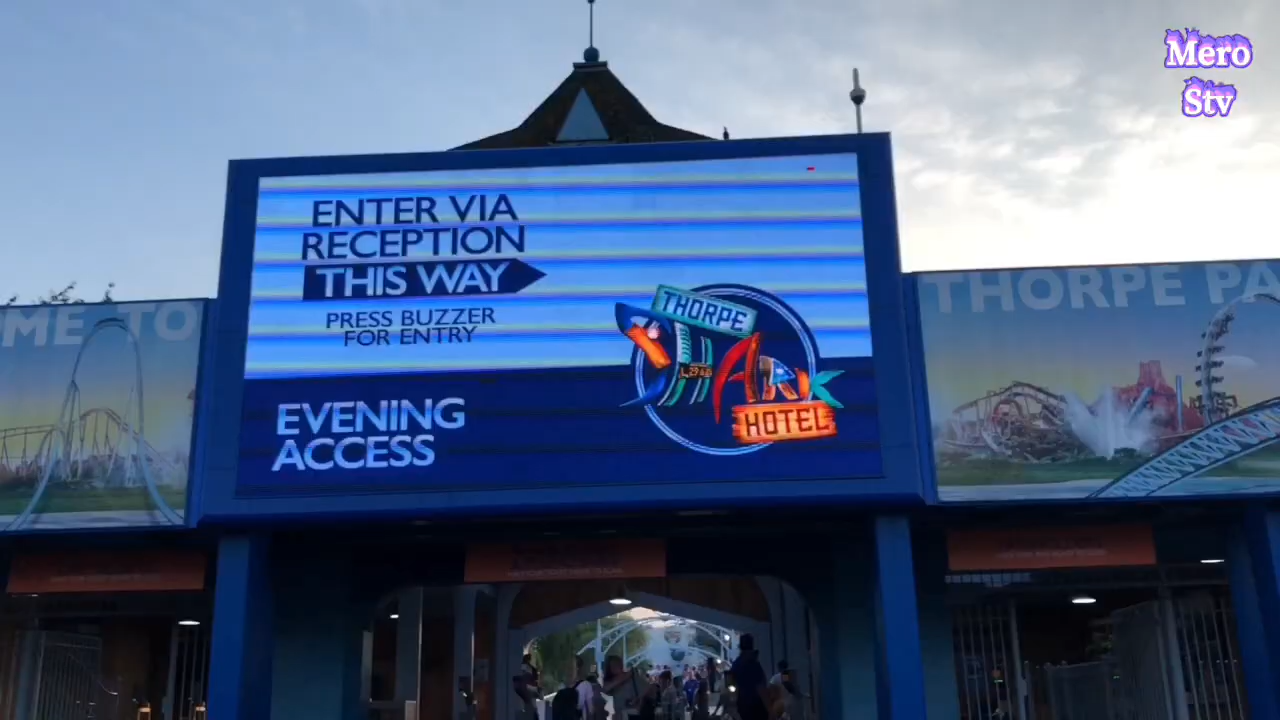 Mero
Stv
ENTER VIA
RECEPTION
THIS WAY
PRESS BUZZER
FOR ENTRY
EVENING
ACCESS
THORPE
SHARK
HOTEL
ME TO
THORPE PA